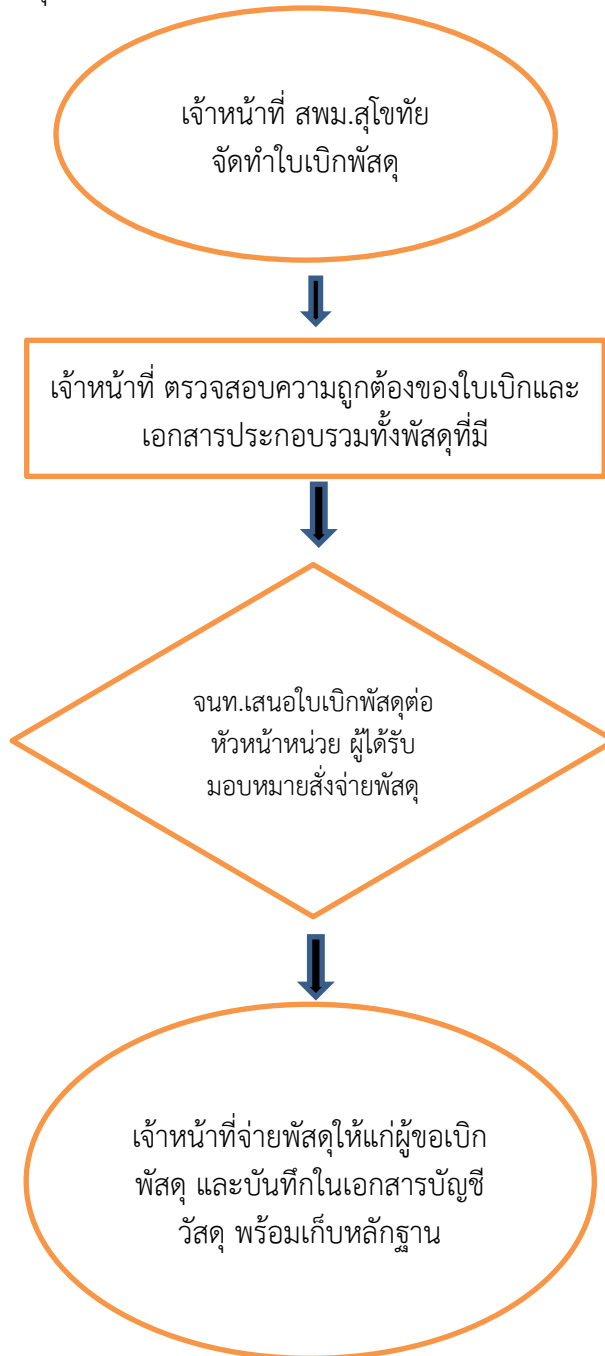 เจ้าหน้าที่ สพม.สุโขทัย
จัดทำใบเบิกพัสดุ
เจ้าหน้าที่ ตรวจสอบความถูกต้องของใบเบิกและ
เอกสารประกอบรวมทั้งพัสดุที่มี
จนท.เสนอใบเบิกพัสดุต่อ
หัวหน้าหน่วย ผู้ได้รับ
มอบหมายสั่งจ่ายพัสดุ
เจ้าหน้าที่จ่ายพัสดุให้แก่ผู้ขอเบิก
พัสดุ และบันทึกในเอกสารบัญชี
วัสดุ พร้อมเก็บหลักฐาน